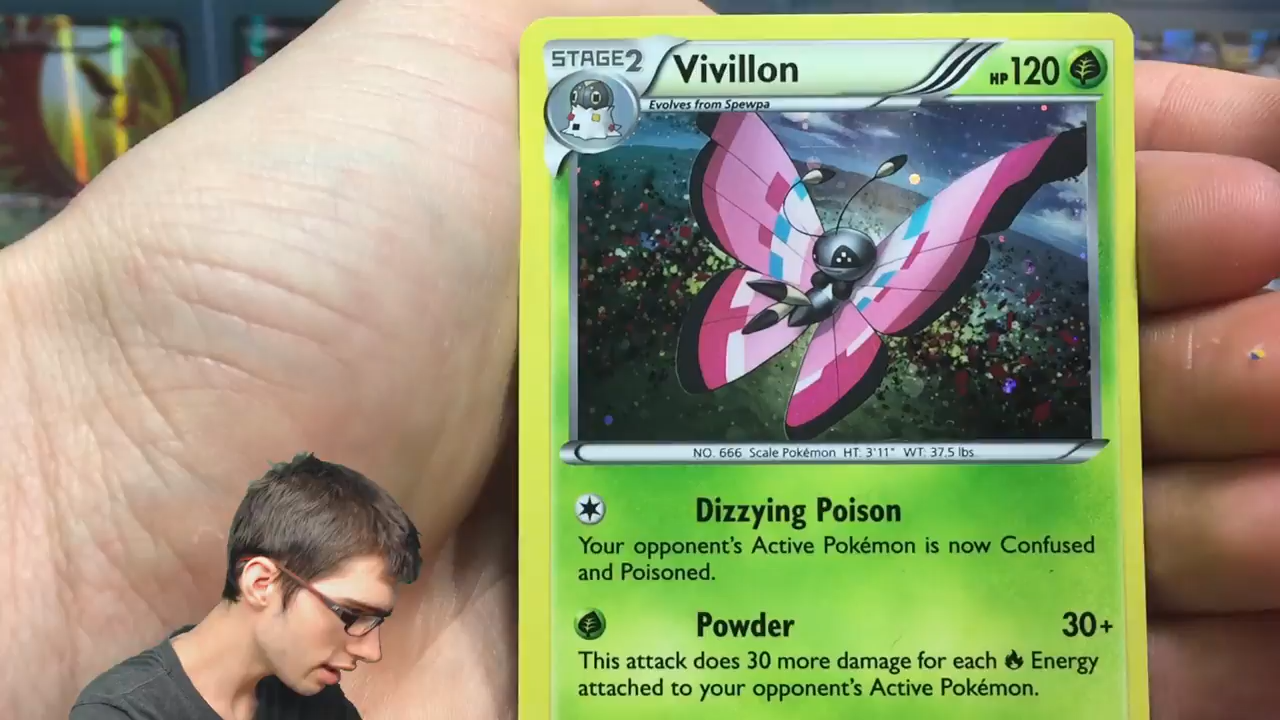 STAGE2 Vivillon HP 120
Evolves from Spewpa
NO. 666 Scale Pokémon HT: 3'11" WT: 37.5 lbs
Dizzying Poison
Your opponent's Active Pokémon is now Confused
and Poisoned.
Powder 30+
This attack does 30 more damage for each Energy
attached to your opponent's Active Pokémon.